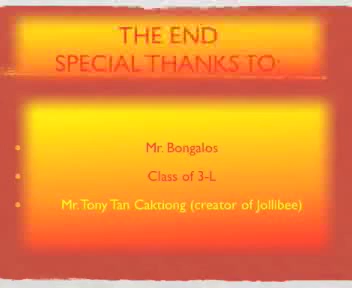 THE END
SPECIAL THANKS TO:
Mr. Bongalos
Class of 3-L
Mr. Tony Tan Caktiong (creator of Jollibee)